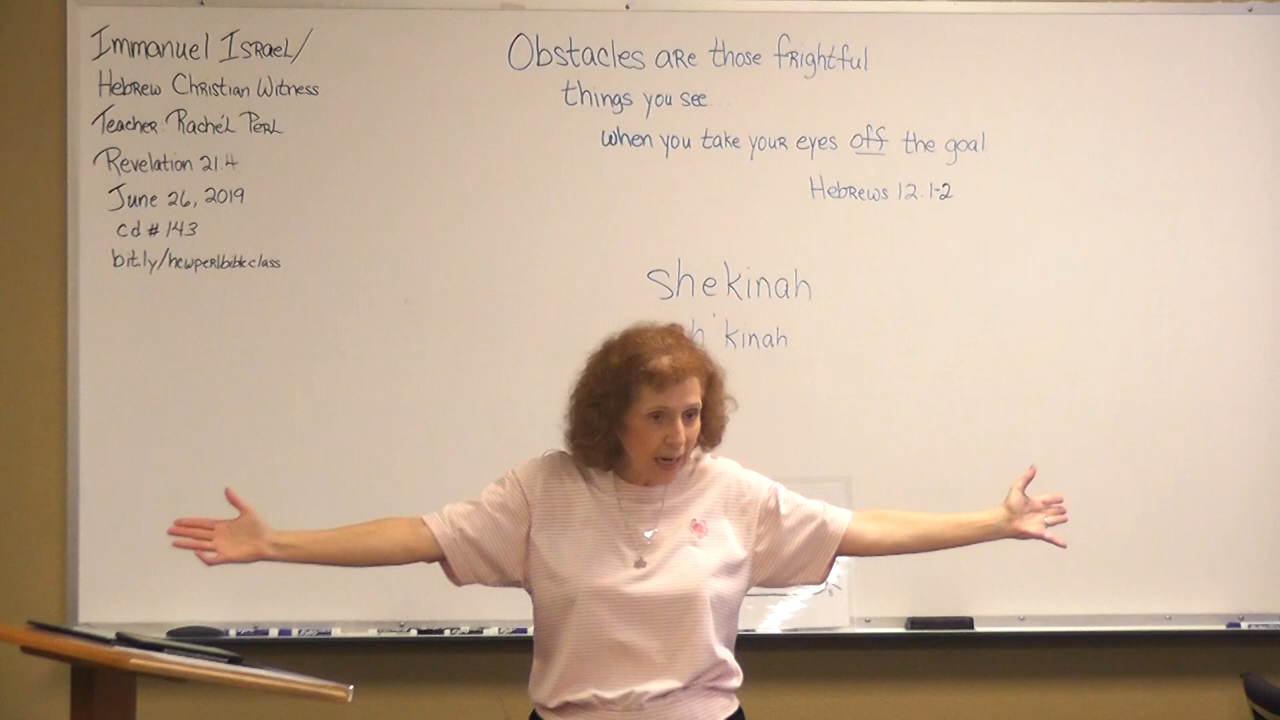 Immanuel Israel/
Hebrew Christian Witness
Teacher: Rachél Perl
Revelation 21.4
June 26, 2019
cd # 143
bit.ly/hcwperlbibleclass
Obstacles are those frightful
things you see...
when you take your eyes off the goal
Hebrews 12.1-2
shekinah
h'kinah